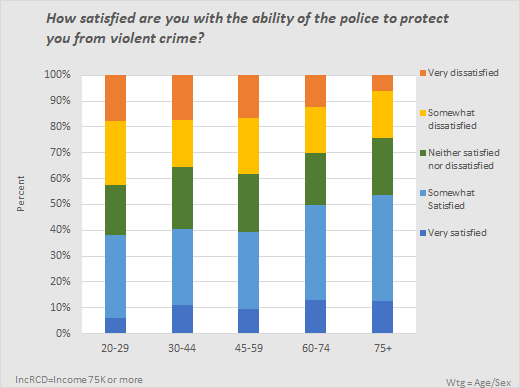 How satisfied are you with the ability of the police to protect
you from violent crime?
100%
90%
80%
70%
60%
50%
40%
30%
20%
10%
0%
Percent
20-29
30-44
45-59
60-74
75+
Very dissatisfied
Somewhat
dissatisfied
Neither satisfied
nor dissatisfied
Somewhat
Satisfied
Very satisfied
IncRCD=Income 75K or more
Wtg = Age/Sex